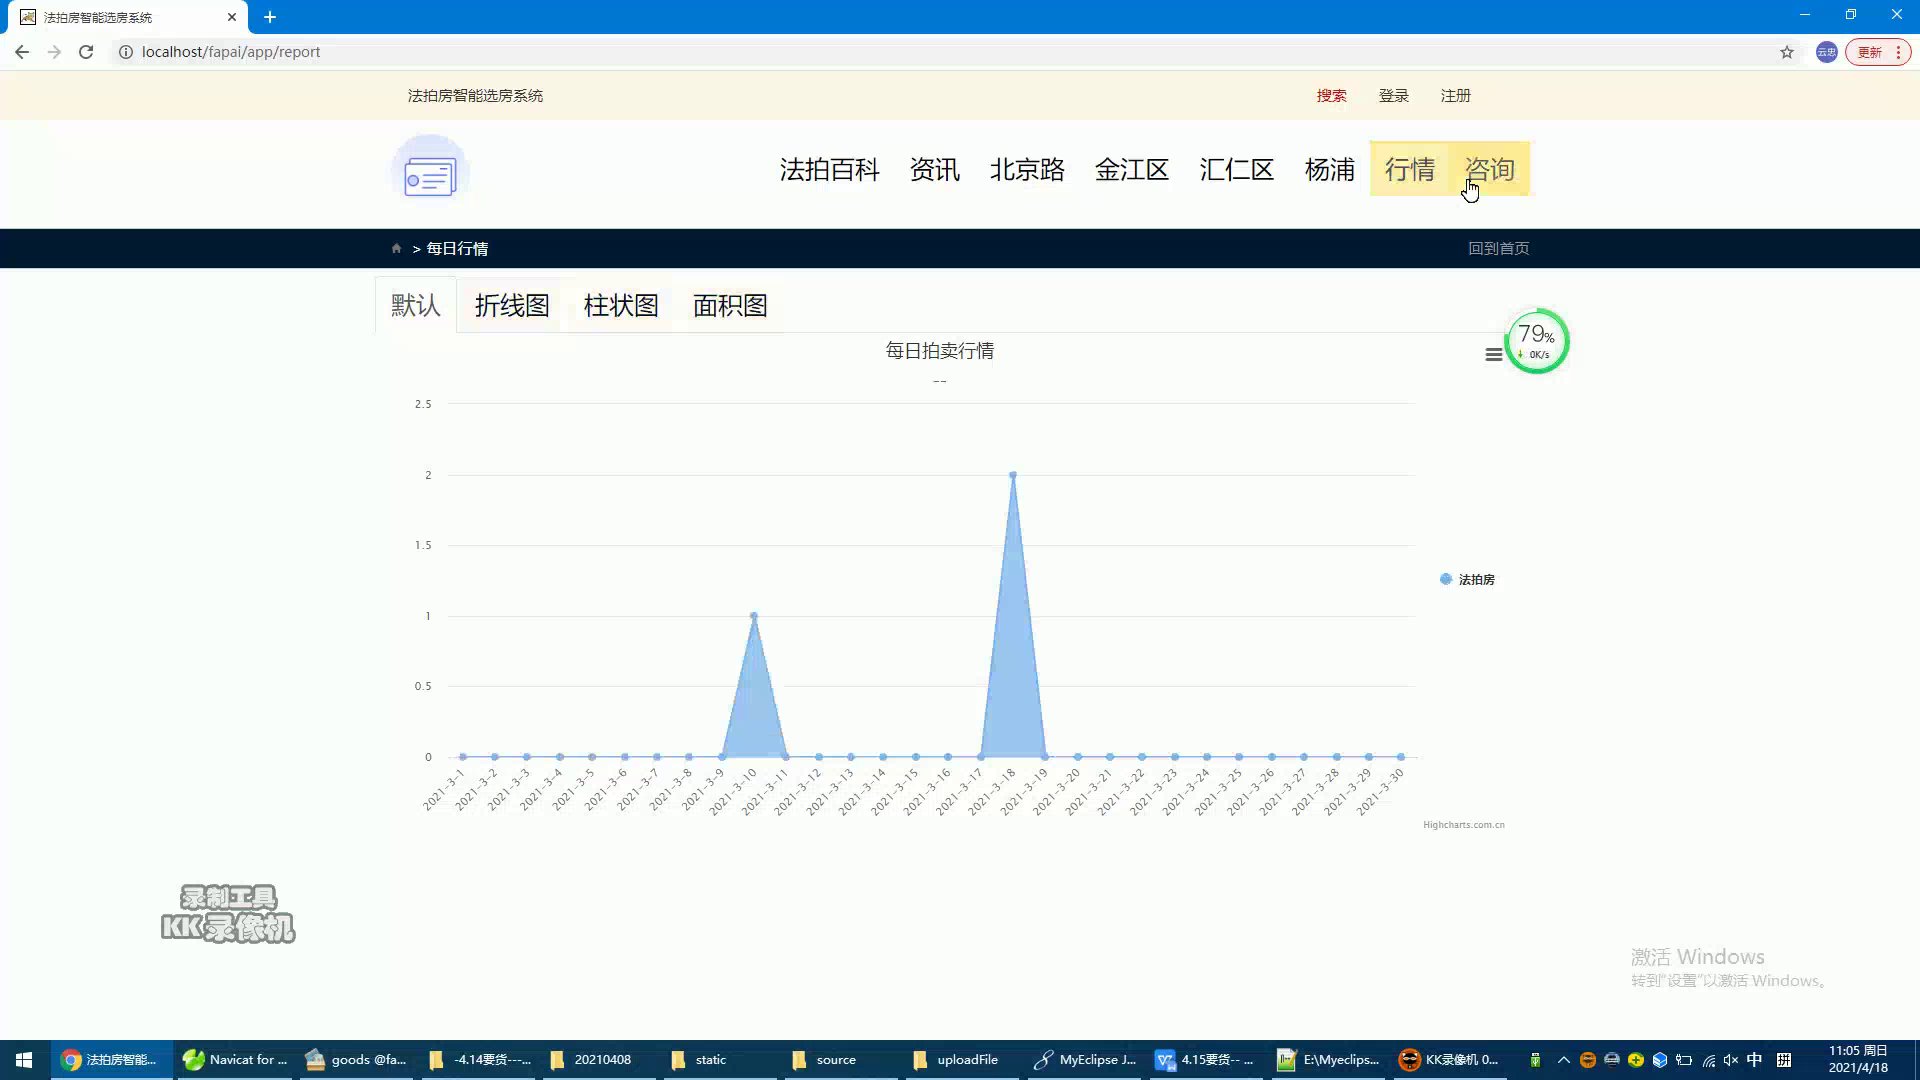 法拍房智能选房系统
localhost/fapai/app/report
云忠
更新
法拍房智能选房系统
搜索 登录 注册
法拍百科 资讯 北京路 金江区 汇仁区 杨浦 行情 咨询
> 每日行情
回到首页
默认 折线图 柱状图 面积图
79%
0K/s
每日拍卖行情
--
2.5
2
1.5
1
0.5
0
法拍房
2021-3-1 2021-3-2 2021-3-3 2021-3-4 2021-3-5 2021-3-6 2021-3-7 2021-3-8 2021-3-9 2021-3-10 2021-3-11 2021-3-12 2021-3-13 2021-3-14 2021-3-15 2021-3-16 2021-3-17 2021-3-18 2021-3-19 2021-3-20 2021-3-21 2021-3-22 2021-3-23 2021-3-24 2021-3-25 2021-3-26 2021-3-27 2021-3-28 2021-3-29 2021-3-30
Highcharts.com.cn
录制工具
KK录像机
激活 Windows
转到"设置"以激活 Windows。
法拍房智能... Navicat for ... goods @fa... -4.14要货---... 20210408 static source uploadFile MyEclipse J... 4.15要货-- ... E:\Myeclips... KK录像机 0... 中 拼
11:05 周日
2021/4/18